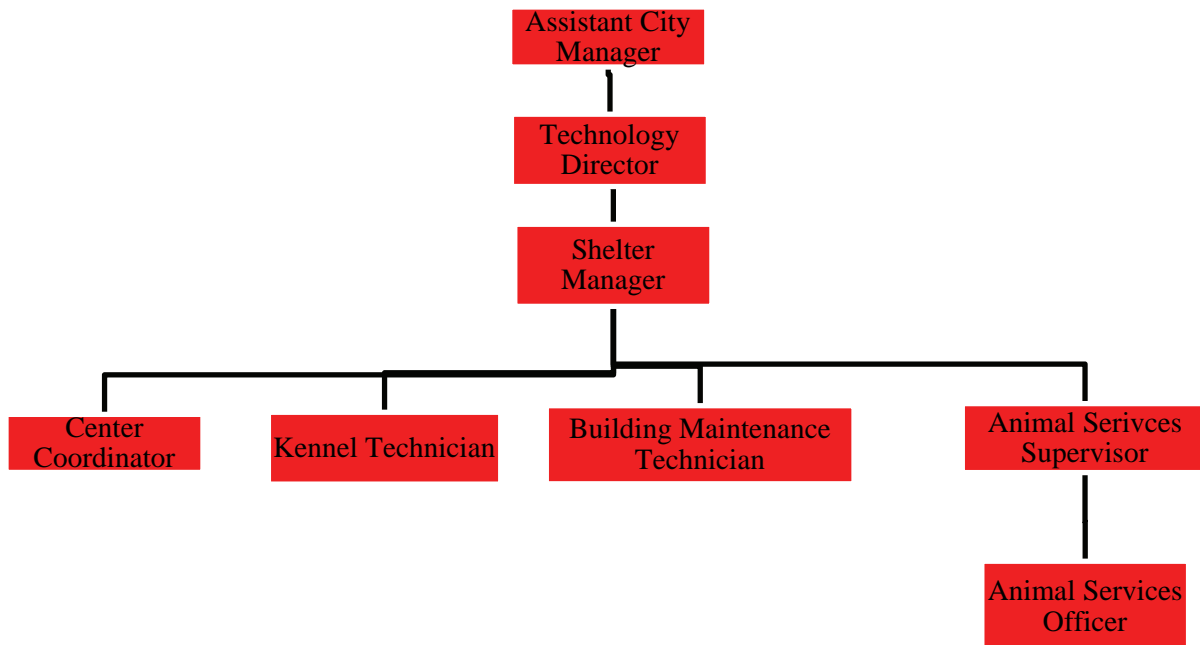 Assistant City
Manager
Technology
Director
Shelter
Manager
Center
Coordinator
Kennel Technician
Building Maintenance
Technician
Animal Serivces
Supervisor
Animal Services
Officer